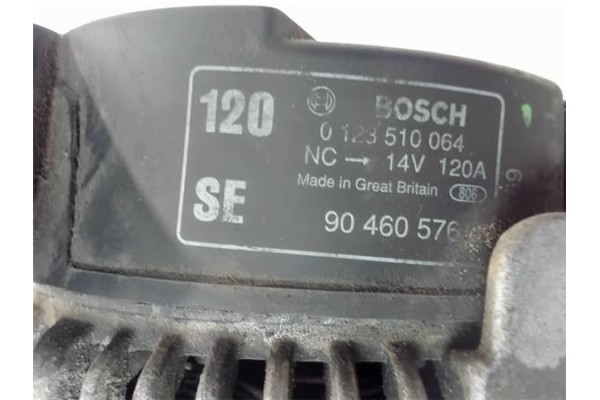 120
BOSCH
0 123 510 064
NC → 14V 120A
Made in Great Britain 806
SE
90 460 576